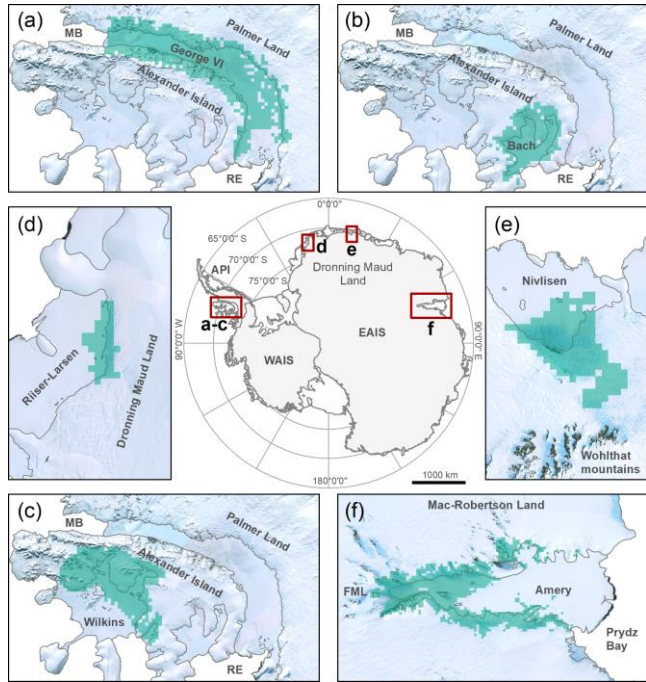 (a)
MB
George VI
Palmer Land
Alexander Island
RE
(b)
MB
Palmer Land
Alexander Island
Bach
RE
(d)
Riiser-Larsen
Dronning Maud Land
0°0'0"
65°0'0"S
70°0'0"S
75°0'0"S
API
d
e
Dronning Maud
Land
a-c
f
90°0'0"W
WAIS
EAIS
90°0'0"E
180°0'0"
1000 km
(e)
Nivlisen
Wohlthat
mountains
(c)
MB
Palmer Land
Alexander Island
Wilkins
RE
(f)
Mac-Robertson Land
FML
Amery
Prydz
Bay